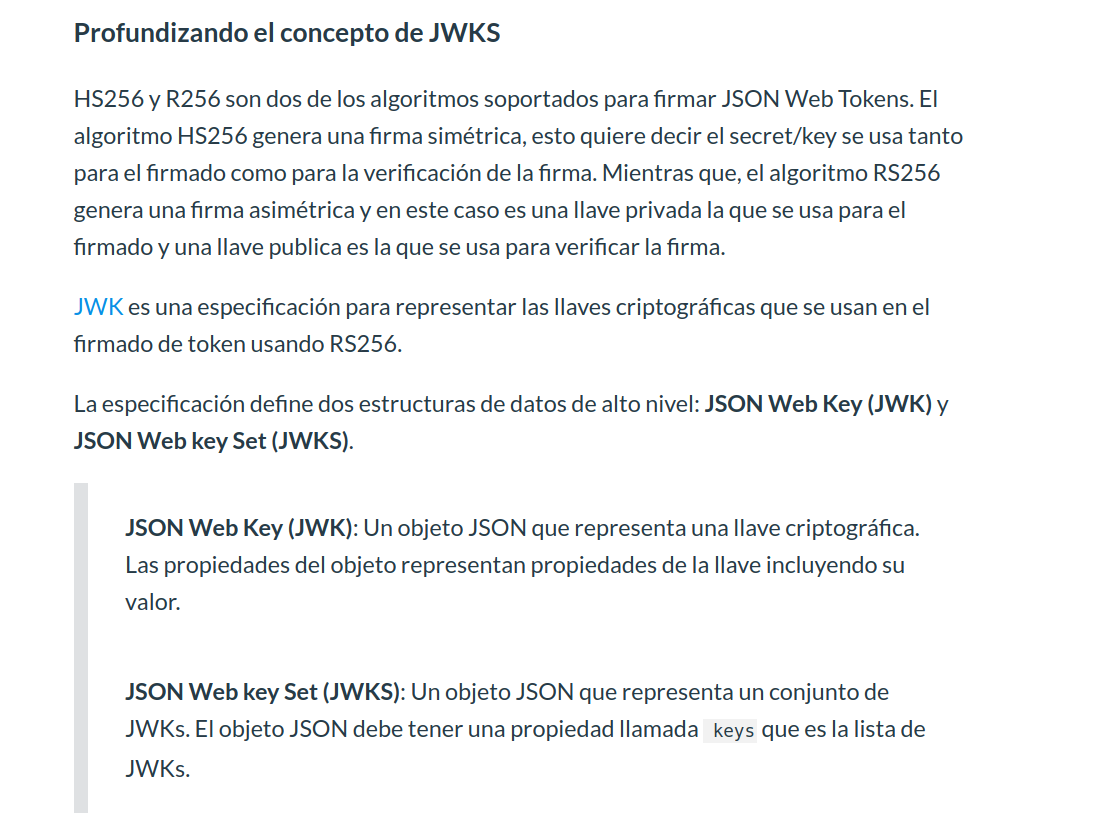 Profundizando el concepto de JWKS
HS256 y R256 son dos de los algoritmos soportados para firmar JSON Web Tokens. El
algoritmo HS256 genera una firma simétrica, esto quiere decir el secret/key se usa tanto
para el firmado como para la verificación de la firma. Mientras que, el algoritmo RS256
genera una firma asimétrica y en este caso es una llave privada la que se usa para el
firmado y una llave publica es la que se usa para verificar la firma.
JWK es una especificación para representar las llaves criptográficas que se usan en el
firmado de token usando RS256.
La especificación define dos estructuras de datos de alto nivel: JSON Web Key (JWK) y
JSON Web key Set (JWKS).
JSON Web Key (JWK): Un objeto JSON que representa una llave criptográfica.
Las propiedades del objeto representan propiedades de la llave incluyendo su
valor.
JSON Web key Set (JWKS): Un objeto JSON que representa un conjunto de
JWKs. El objeto JSON debe tener una propiedad llamada keys que es la lista de
JWKs.